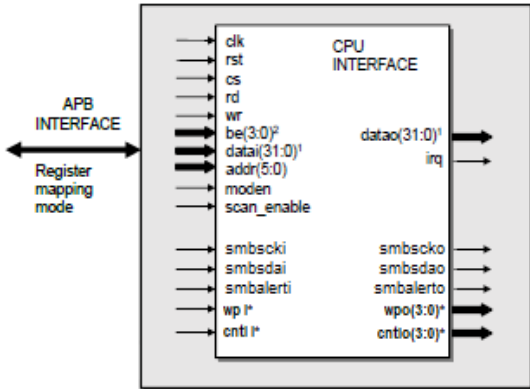 APB
INTERFACE
Register
mapping
mode
CPU
INTERFACE
clk
rst
cs
rd
wr
be(3:0)²
datai(31:0)¹
addr(5:0)
moden
scan_enable
datao(31:0)¹
irq
smbscki
smbsdai
smbalerti
wp I*
cntl I*
smbscko
smbsdao
smbalerto
wpo(3:0)*
cntlo(3:0)*